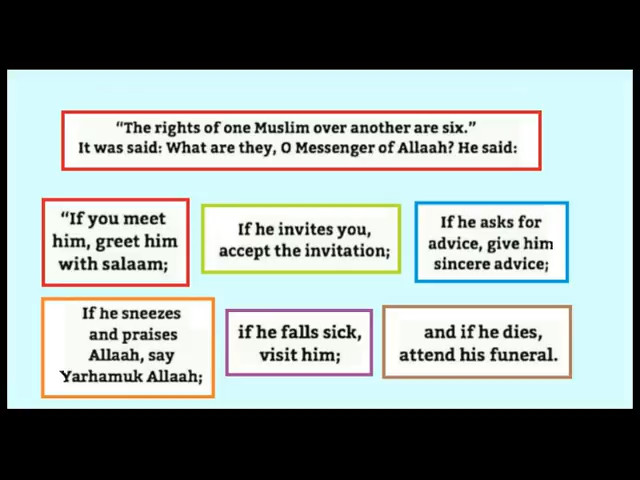 “The rights of one Muslim over another are six.”
It was said: What are they, O Messenger of Allaah? He said:
“If you meet
him, greet him
with salaam;
If he invites you,
accept the invitation;
If he asks for
advice, give him
sincere advice;
If he sneezes
and praises
Allaah, say
Yarhamuk Allaah;
if he falls sick,
visit him;
and if he dies,
attend his funeral.